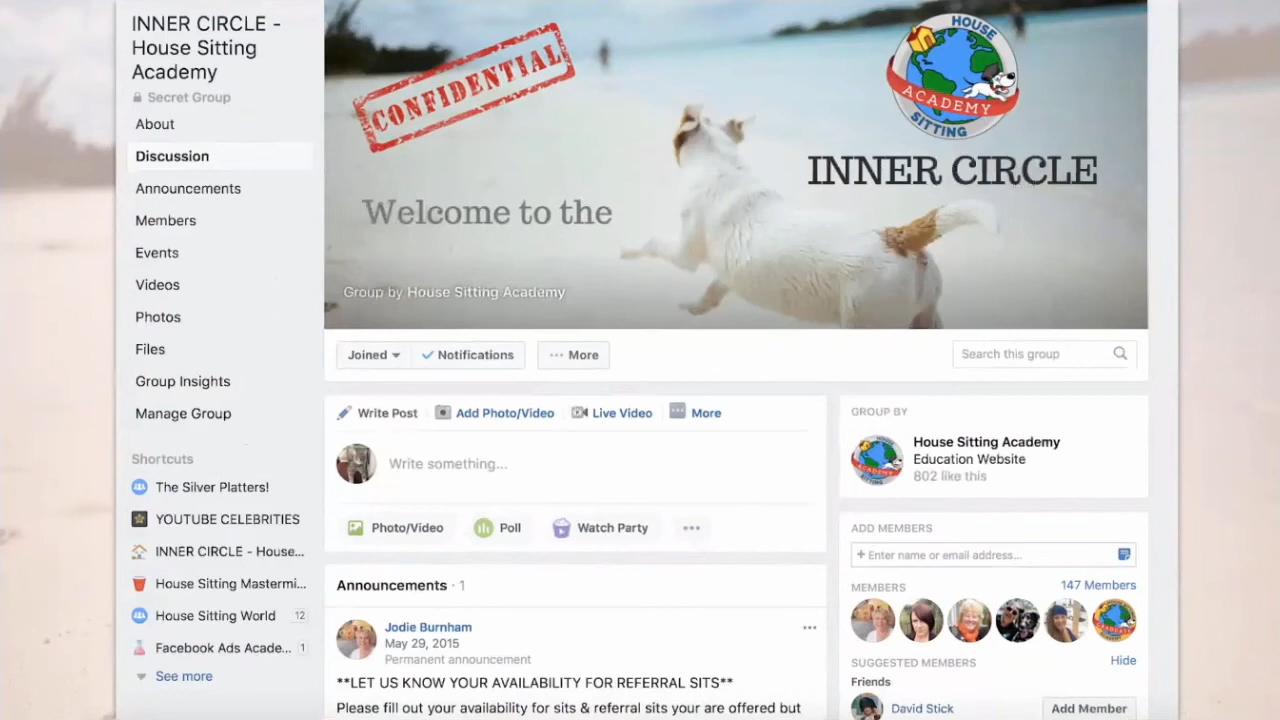 INNER CIRCLE -
House Sitting
Academy
Secret Group
About
Discussion
Announcements
Members
Events
Videos
Photos
Files
Group Insights
Manage Group
Shortcuts
The Silver Platters!
YOUTUBE CELEBRITIES
INNER CIRCLE - House...
House Sitting Mastermi...
House Sitting World 12
Facebook Ads Acade... 1
See more
CONFIDENTIAL
Welcome to the
HOUSE
ACADEMY
SITTING
INNER CIRCLE
Group by House Sitting Academy
Joined
Notifications
More
Search this group
Write Post
Add Photo/Video
Live Video
More
Write something...
Photo/Video
Poll
Watch Party
Announcements · 1
Jodie Burnham
May 29, 2015
Permanent announcement
**LET US KNOW YOUR AVAILABILITY FOR REFERRAL SITS**
Please fill out your availability for sits & referral sits your are offered but
GROUP BY
House Sitting Academy
Education Website
802 like this
ADD MEMBERS
+ Enter name or email address...
MEMBERS
147 Members
SUGGESTED MEMBERS
Hide
Friends
David Stick
Add Member